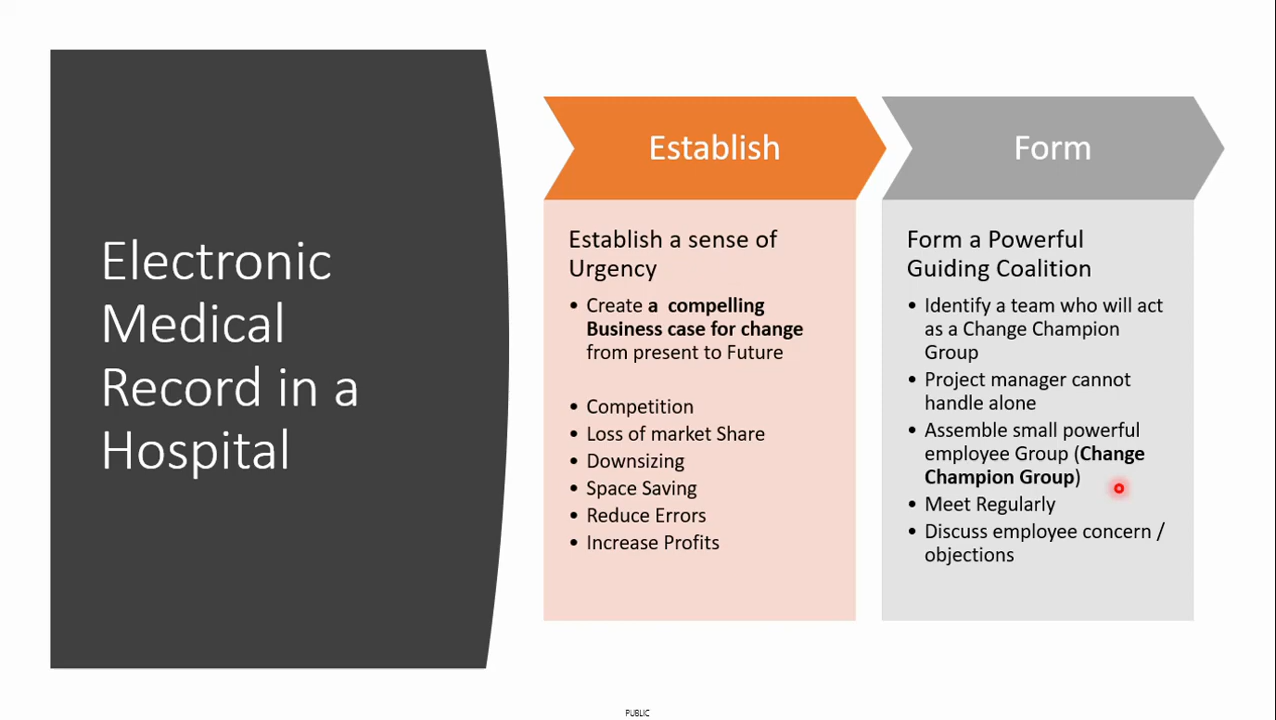 Electronic
Medical
Record in a
Hospital
Establish
Establish a sense of
Urgency
• Create a compelling
Business case for change
from present to Future
• Competition
• Loss of market Share
• Downsizing
• Space Saving
• Reduce Errors
• Increase Profits
Form
Form a Powerful
Guiding Coalition
• Identify a team who will act
as a Change Champion
Group
• Project manager cannot
handle alone
• Assemble small powerful
employee Group (Change
Champion Group)
• Meet Regularly
• Discuss employee concern /
objections
PUBLIC